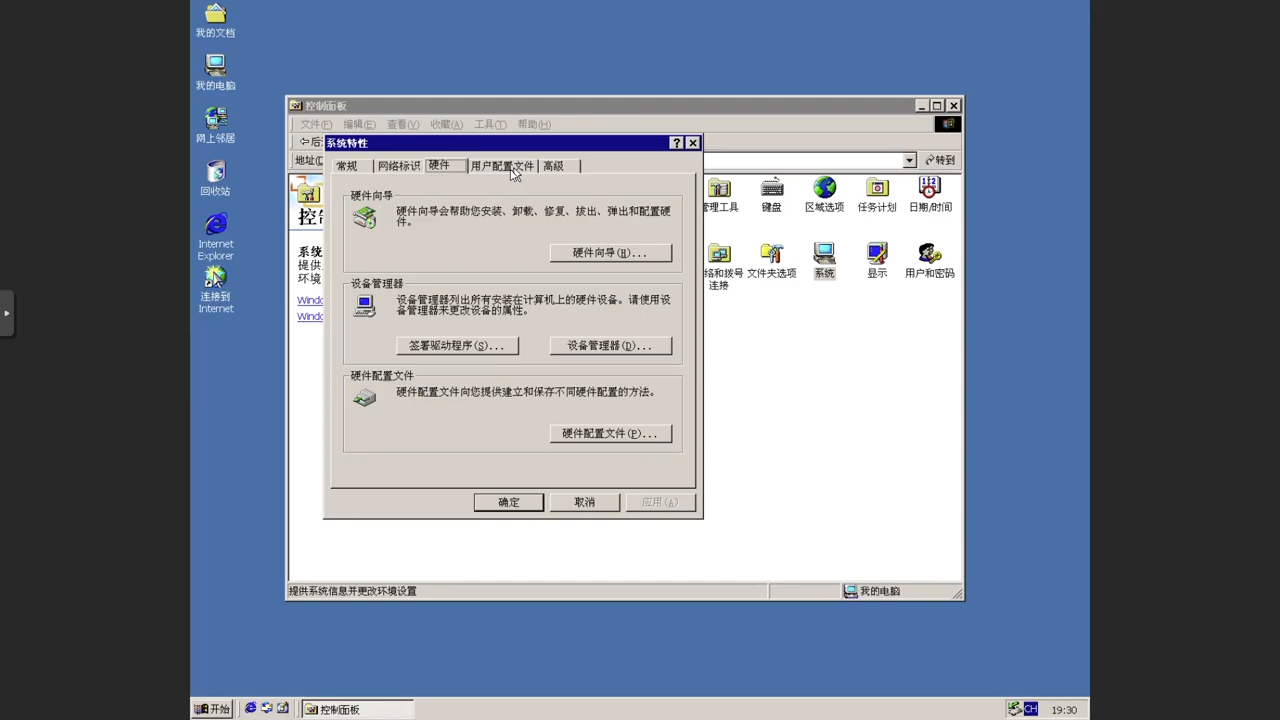 我的文档
我的电脑
网上邻居
回收站
Internet
Explorer
连接到
Internet
控制面板
文件(F) 编辑(E) 查看(V) 收藏(A) 工具(T) 帮助(H)
转到
系统
提供
环境
管理工具
键盘
区域选项
任务计划
日期/时间
文件夹选项
连接
系统
显示
用户和密码
系统特性
常规
网络标识
硬件
用户配置文件
高级
硬件向导
硬件向导会帮助您安装、卸载、修复、拔出、弹出和配置硬
件。
硬件向导(H)...
设备管理器
设备管理器列出所有安装在计算机上的硬件设备。请使用设
备管理器来更改设备的属性。
签署驱动程序(S)...
设备管理器(D)...
硬件配置文件
硬件配置文件向您提供建立和保存不同硬件配置的方法。
硬件配置文件(P)...
确定
取消
应用(A)
提供系统信息并更改环境设置
我的电脑
开始
控制面板
CH
19:30